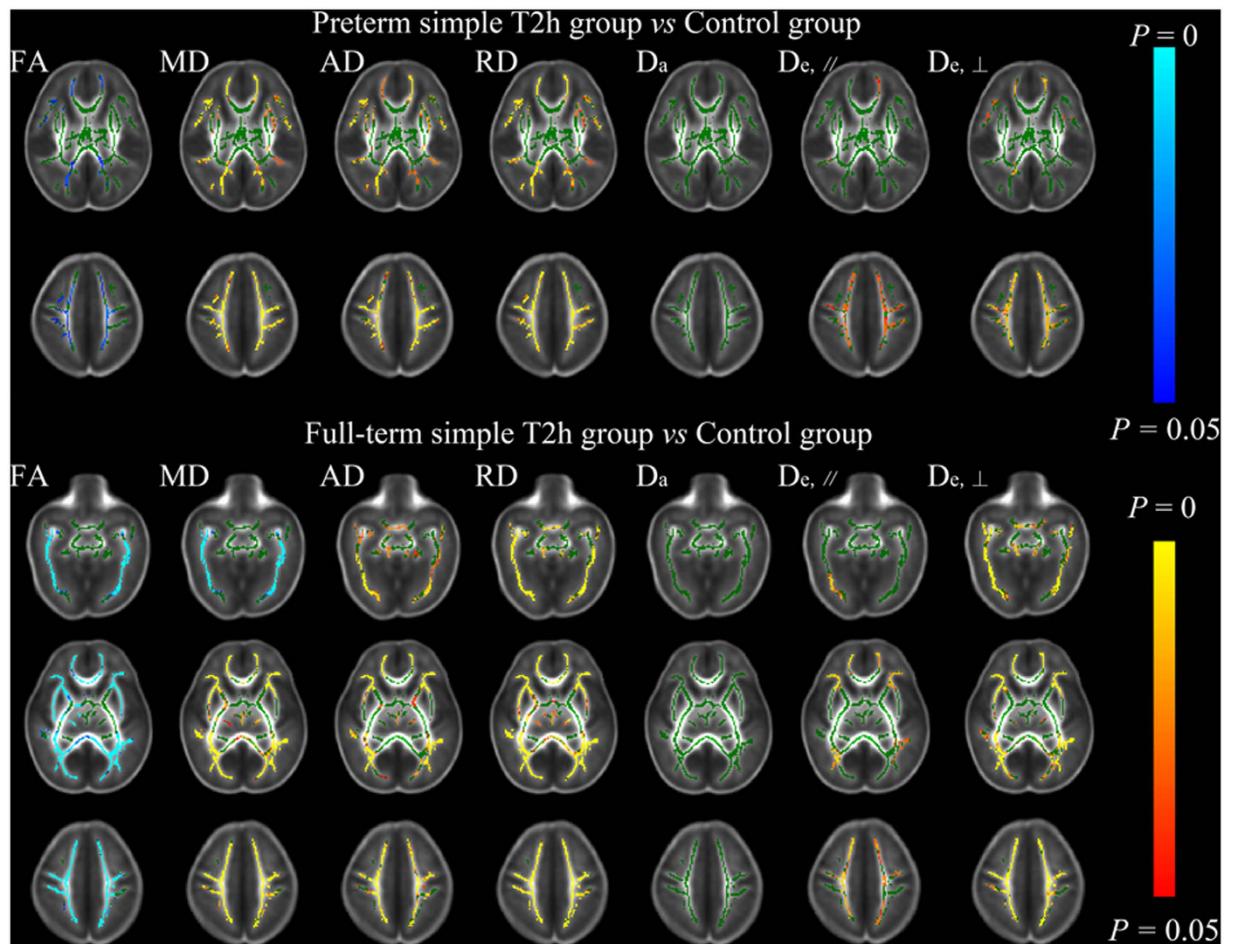 Preterm simple T2h group vs Control group
P = 0
FA MD AD RD Da De, // De, ⊥
P = 0.05
Full-term simple T2h group vs Control group
FA MD AD RD Da De, // De, ⊥
P = 0
P = 0.05